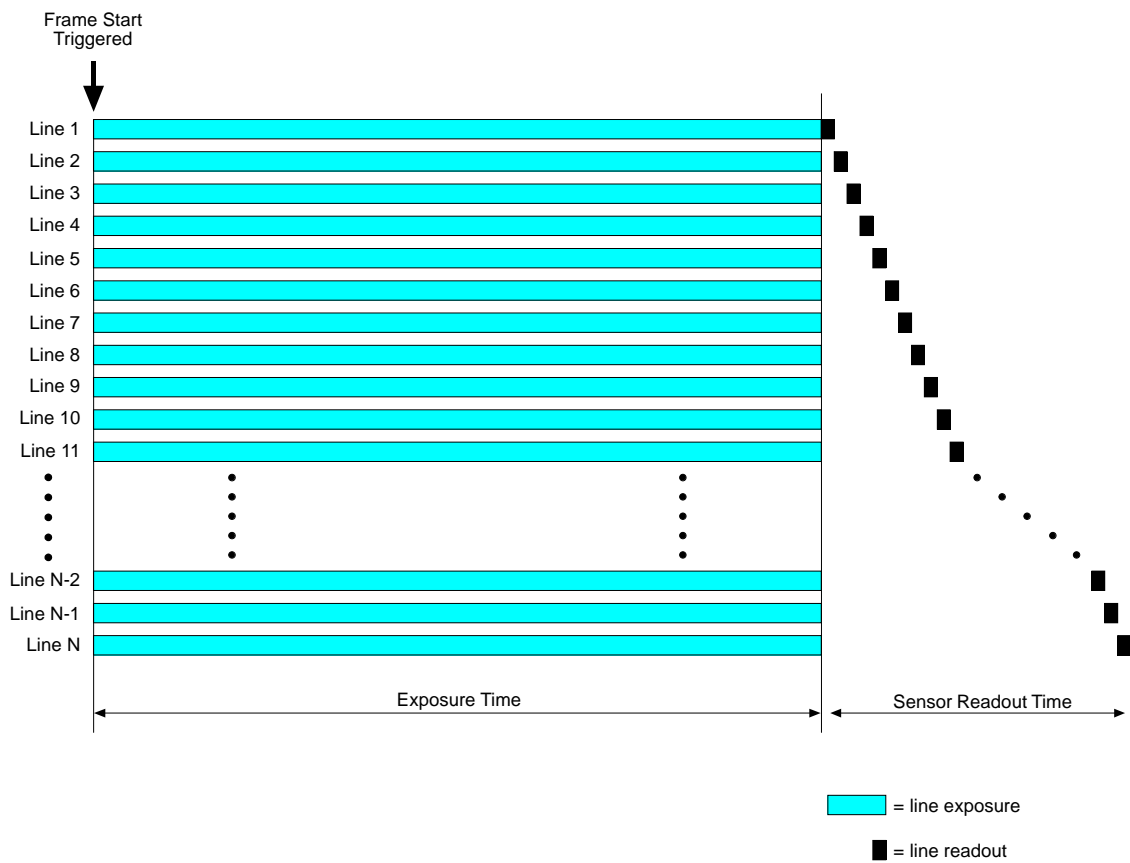 Frame Start
Triggered
Line 1
Line 2
Line 3
Line 4
Line 5
Line 6
Line 7
Line 8
Line 9
Line 10
Line 11
Line N-2
Line N-1
Line N
Exposure Time
Sensor Readout Time
= line exposure
= line readout